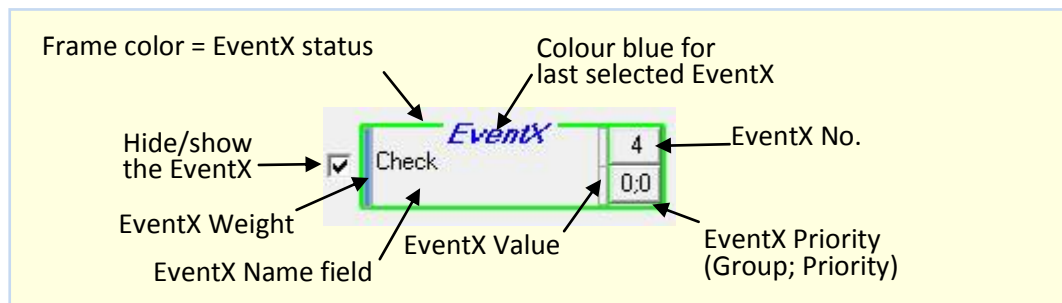 Frame color = EventX status
Colour blue for
last selected EventX
Hide/show
the EventX
EventX
Check
4
0;0
EventX No.
EventX Weight
EventX Name field
EventX Value
EventX Priority
(Group; Priority)